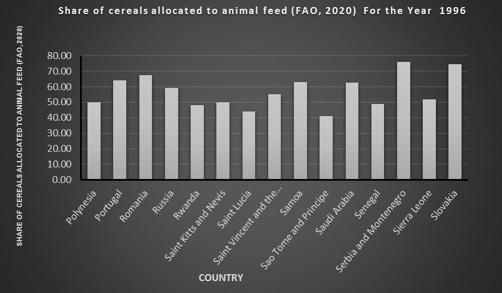 Share of cereals allocated to animal feed (FAO, 2020) For the Year 1996
SHARE OF CEREALS ALLOCATED TO ANIMAL FEED (FAO, 2020)
80.00
70.00
60.00
50.00
40.00
30.00
20.00
10.00
0.00
Polynesia
Portugal
Romania
Russia
Rwanda
Saint Kitts and Nevis
Saint Lucia
Saint Vincent and the...
Samoa
Sao Tome and Principe
Saudi Arabia
Senegal
Serbia and Montenegro
Sierra Leone
Slovakia
COUNTRY